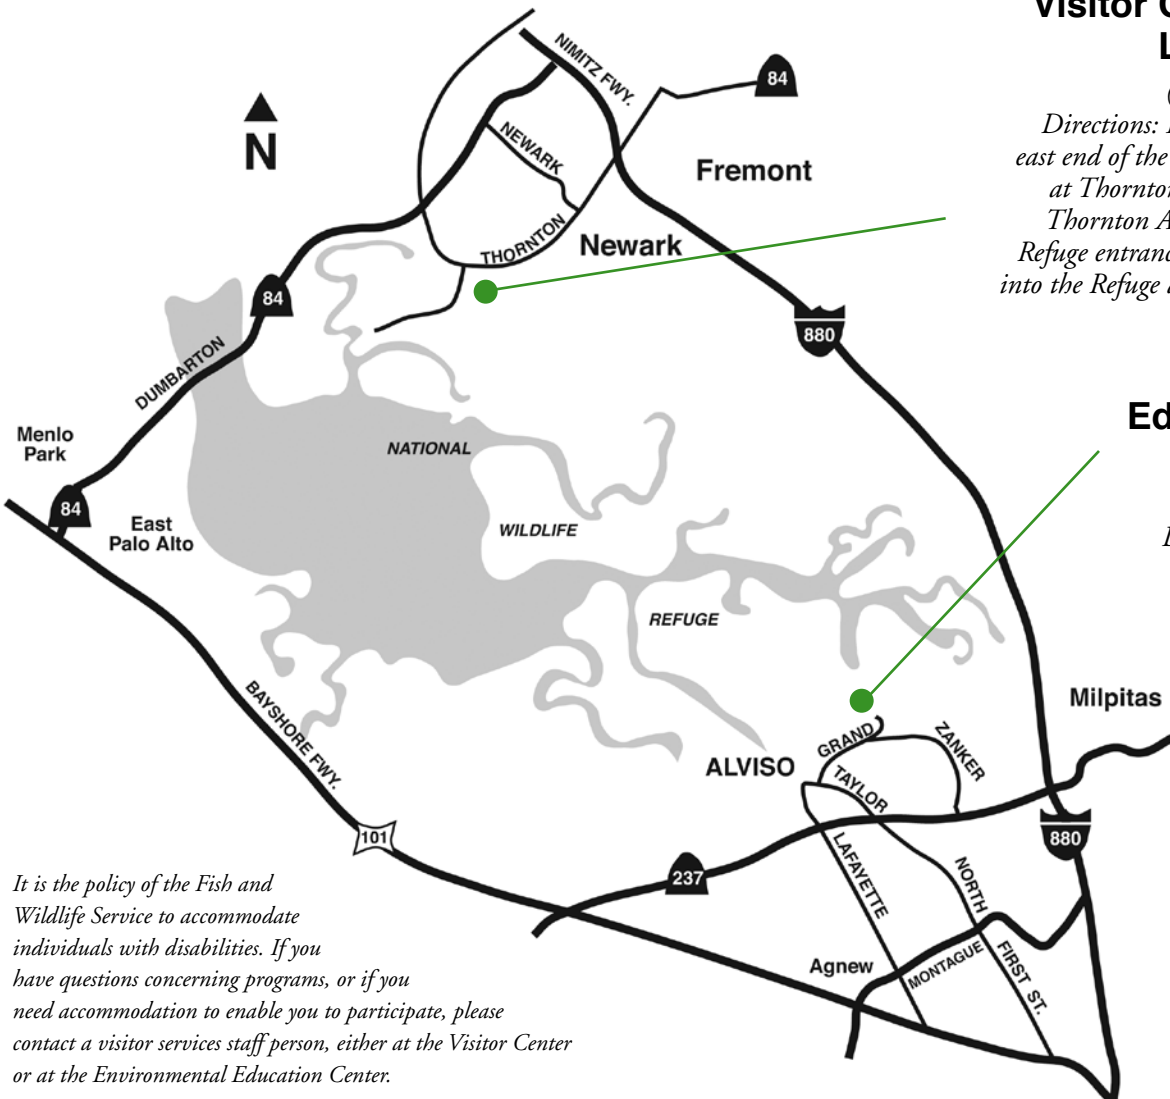 Visitor
NIMITZ FWY.
84
N
NEWARK
Fremont
Directions:
east end of the
at Thornton
Thornton
Refuge
into the Refuge
THORNTON
Newark
84
880
DUMBARTON
Menlo
Park
NATIONAL
Ed
84
East
Palo Alto
WILDLIFE
REFUGE
BAYSHORE FWY.
Milpitas
GRAND
ZANKER
ALVISO
TAYLOR
101
880
LAFAYETTE
237
NORTH
FIRST ST.
Agnew
MONTAGUE
It is the policy of the Fish and
Wildlife Service to accommodate
individuals with disabilities. If you
have questions concerning programs, or if you
need accommodation to enable you to participate, please
contact a visitor services staff person, either at the Visitor Center
or at the Environmental Education Center.